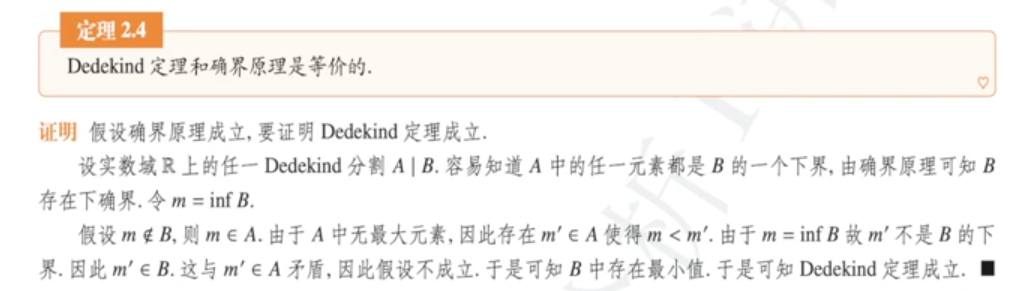 定理 2.4
Dedekind 定理和确界原理是等价的.
♡
证明 假设确界原理成立, 要证明 Dedekind 定理成立.
设实数域 ℝ 上的任一 Dedekind 分割 A | B. 容易知道 A 中的任一元素都是 B 的一个下界, 由确界原理可知 B
存在下确界. 令 m = inf B.
假设 m ∉ B, 则 m ∈ A. 由于 A 中无最大元素, 因此存在 m′ ∈ A 使得 m < m′. 由于 m = inf B 故 m′ 不是 B 的下
界. 因此 m′ ∈ B. 这与 m′ ∈ A 矛盾, 因此假设不成立. 于是可知 B 中存在最小值. 于是可知 Dedekind 定理成立. ■